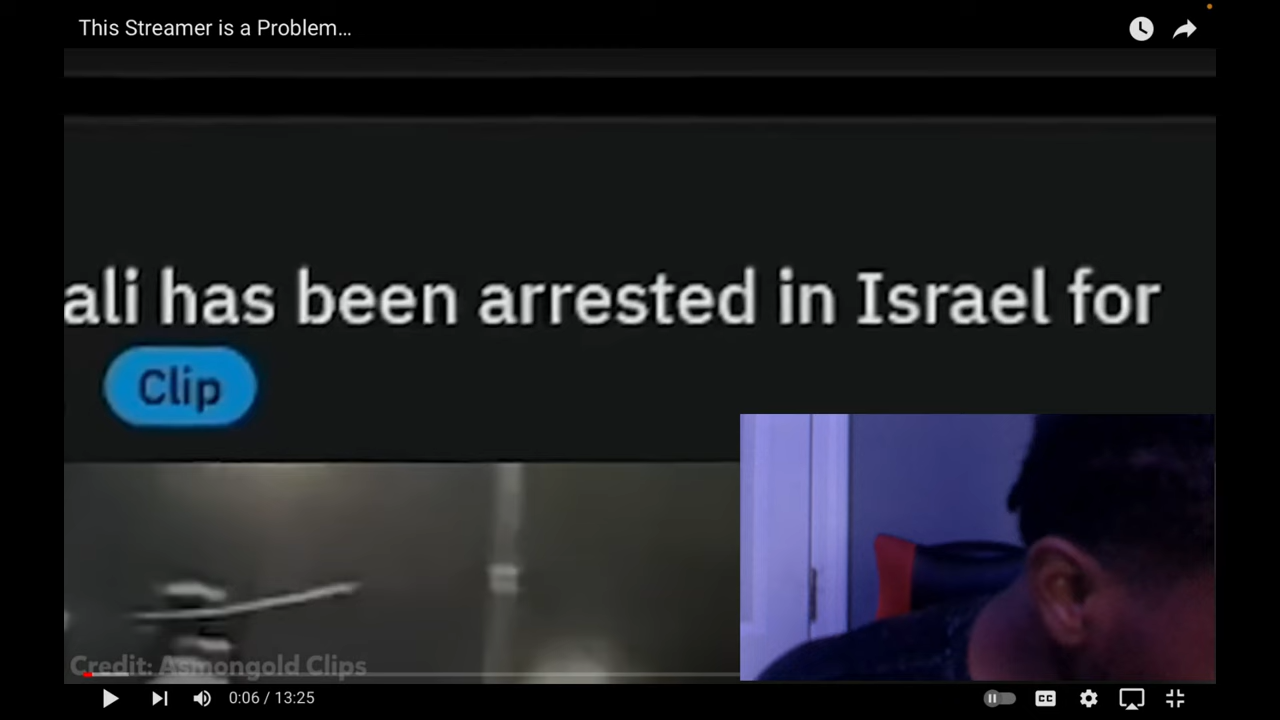 This Streamer is a Problem...
ali has been arrested in Israel for
Clip
Credit: Asmongold Clips
0:06 / 13:25
CC